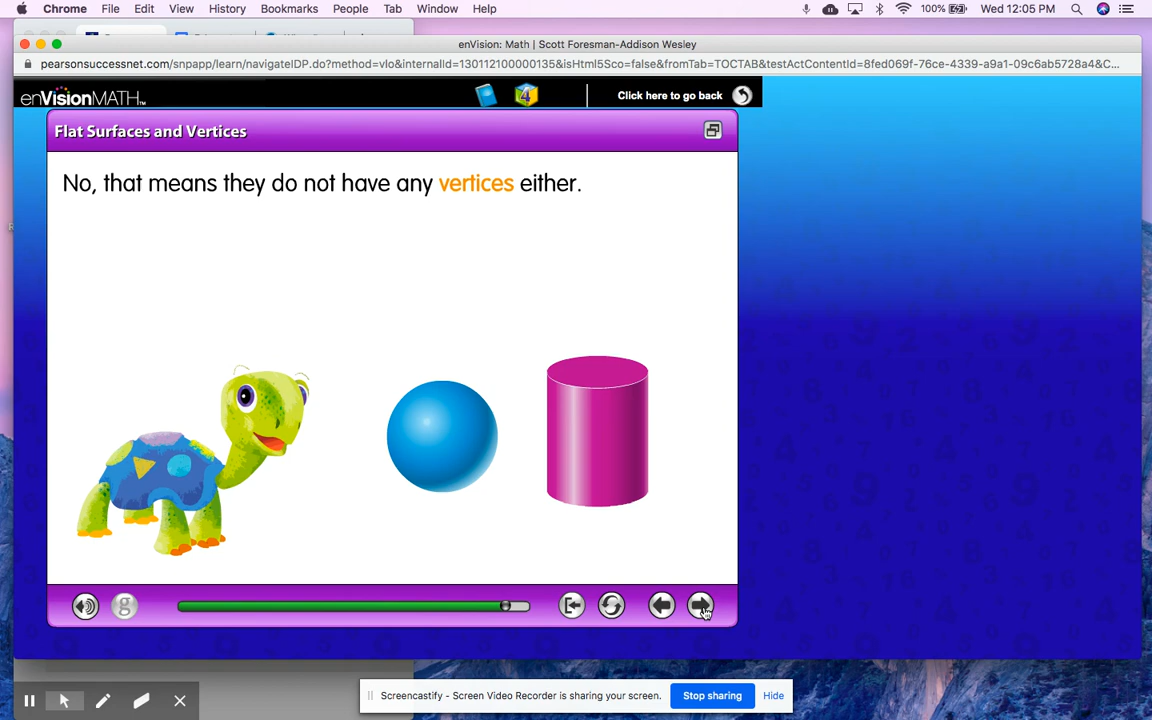 Chrome File Edit View History Bookmarks People Tab Window Help 100% Wed 12:05 PM
enVision: Math | Scott Foresman-Addison Wesley
pearsonsuccessnet.com/snpapp/learn/navigateIDP.do?method=vlo&internalId=130112100000135&isHtml5Sco=false&fromTab=TOCTAB&testActContentId=8fed069f-76ce-4339-a9a1-09c6ab5728a4&C...
enVisionMATH™ 4 Click here to go back
Flat Surfaces and Vertices
No, that means they do not have any vertices either.
g
Screencastify - Screen Video Recorder is sharing your screen. Stop sharing Hide